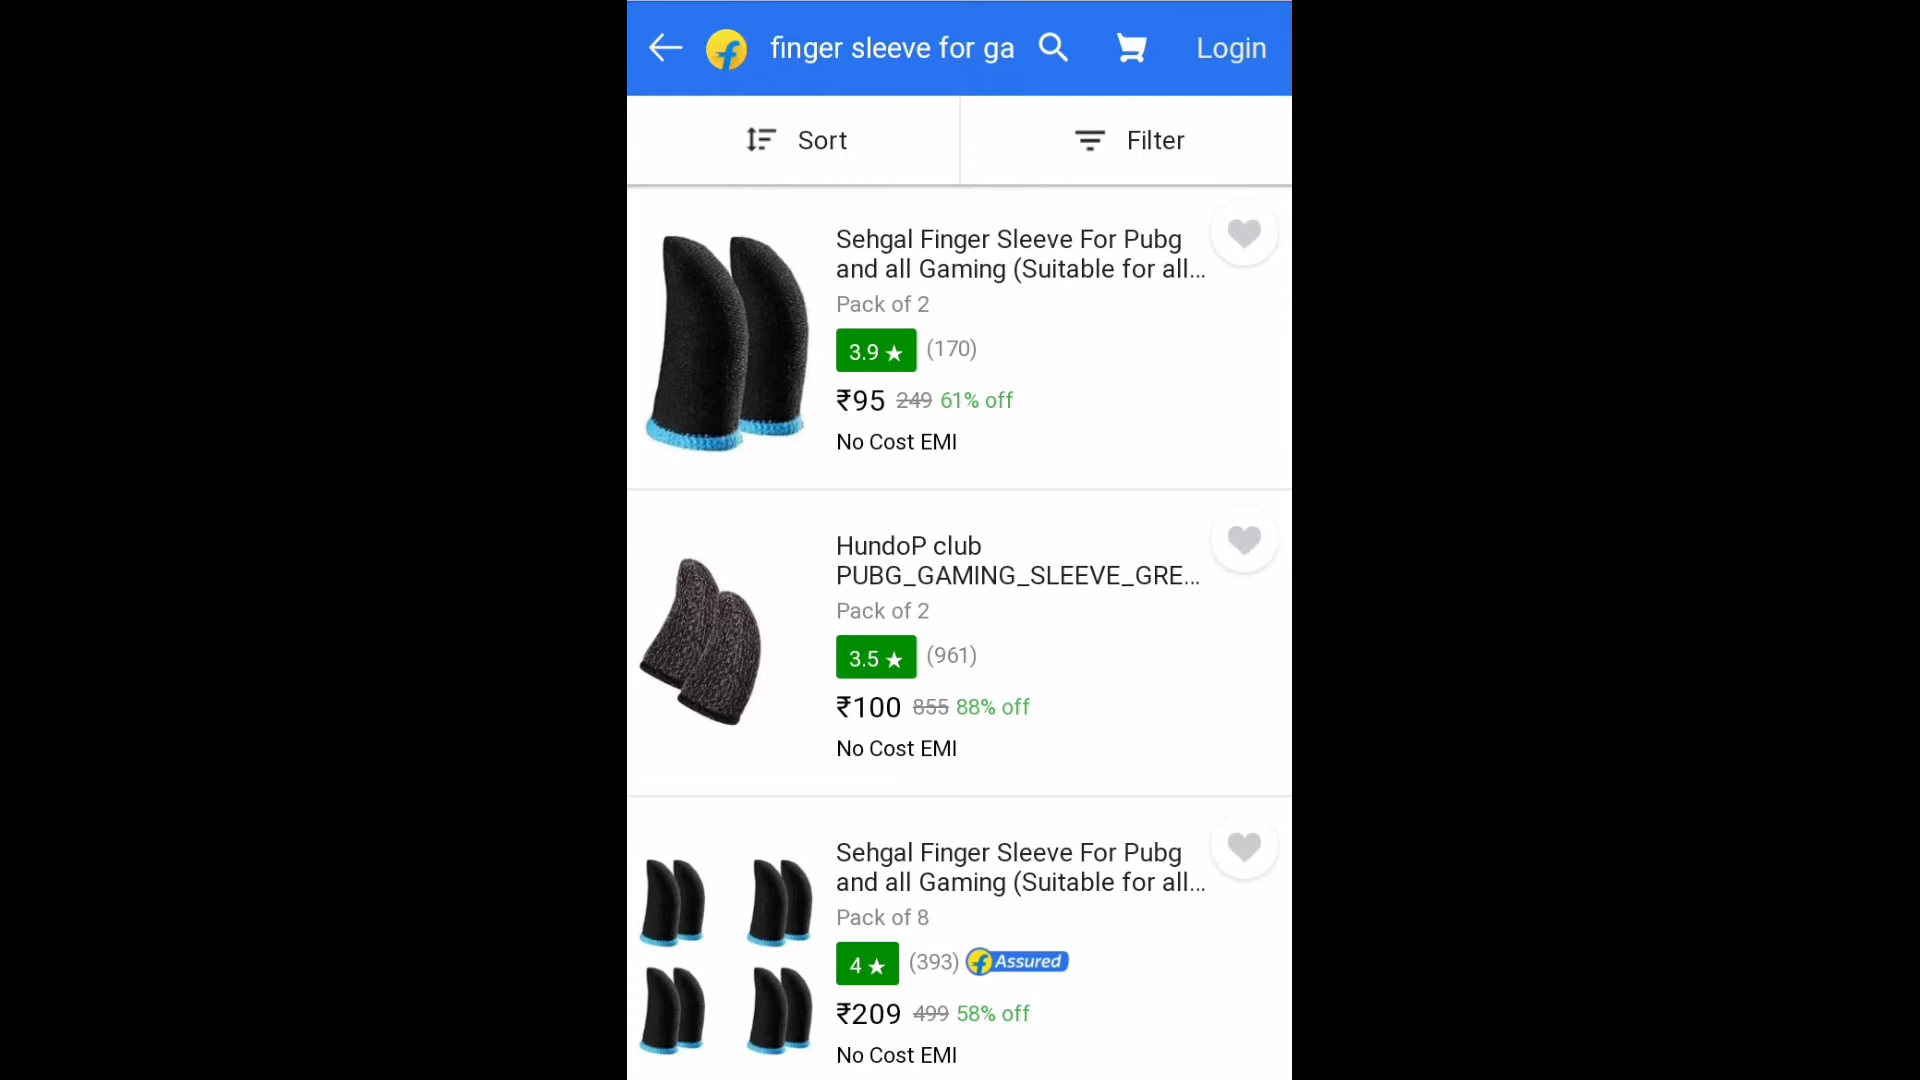 finger sleeve for ga
Login
Sort
Filter
Sehgal Finger Sleeve For Pubg
and all Gaming (Suitable for all...
Pack of 2
3.9 ★ (170)
₹95 249 61% off
No Cost EMI
HundoP club
PUBG_GAMING_SLEEVE_GRE...
Pack of 2
3.5 ★ (961)
₹100 855 88% off
No Cost EMI
Sehgal Finger Sleeve For Pubg
and all Gaming (Suitable for all...
Pack of 8
4 ★ (393) Assured
₹209 499 58% off
No Cost EMI